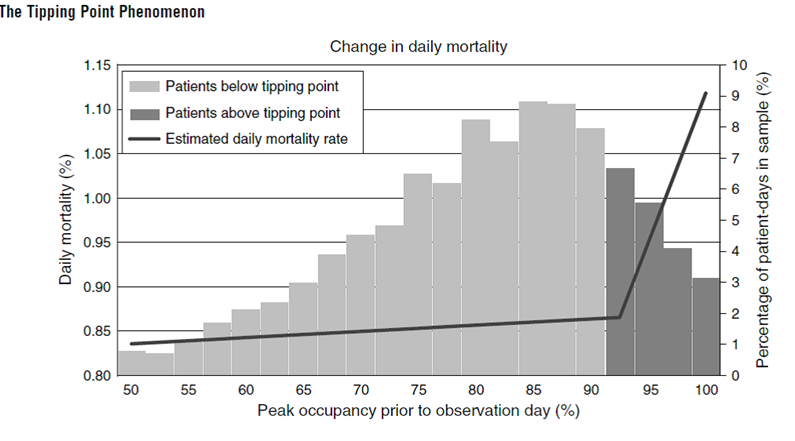 The Tipping Point Phenomenon
Change in daily mortality
1.15
1.10
1.05
1.00
0.95
0.90
0.85
0.80
Daily mortality (%)
Patients below tipping point
Patients above tipping point
Estimated daily mortality rate
10
9
8
7
6
5
4
3
2
1
0
Percentage of patient-days in sample (%)
50 55 60 65 70 75 80 85 90 95 100
Peak occupancy prior to observation day (%)